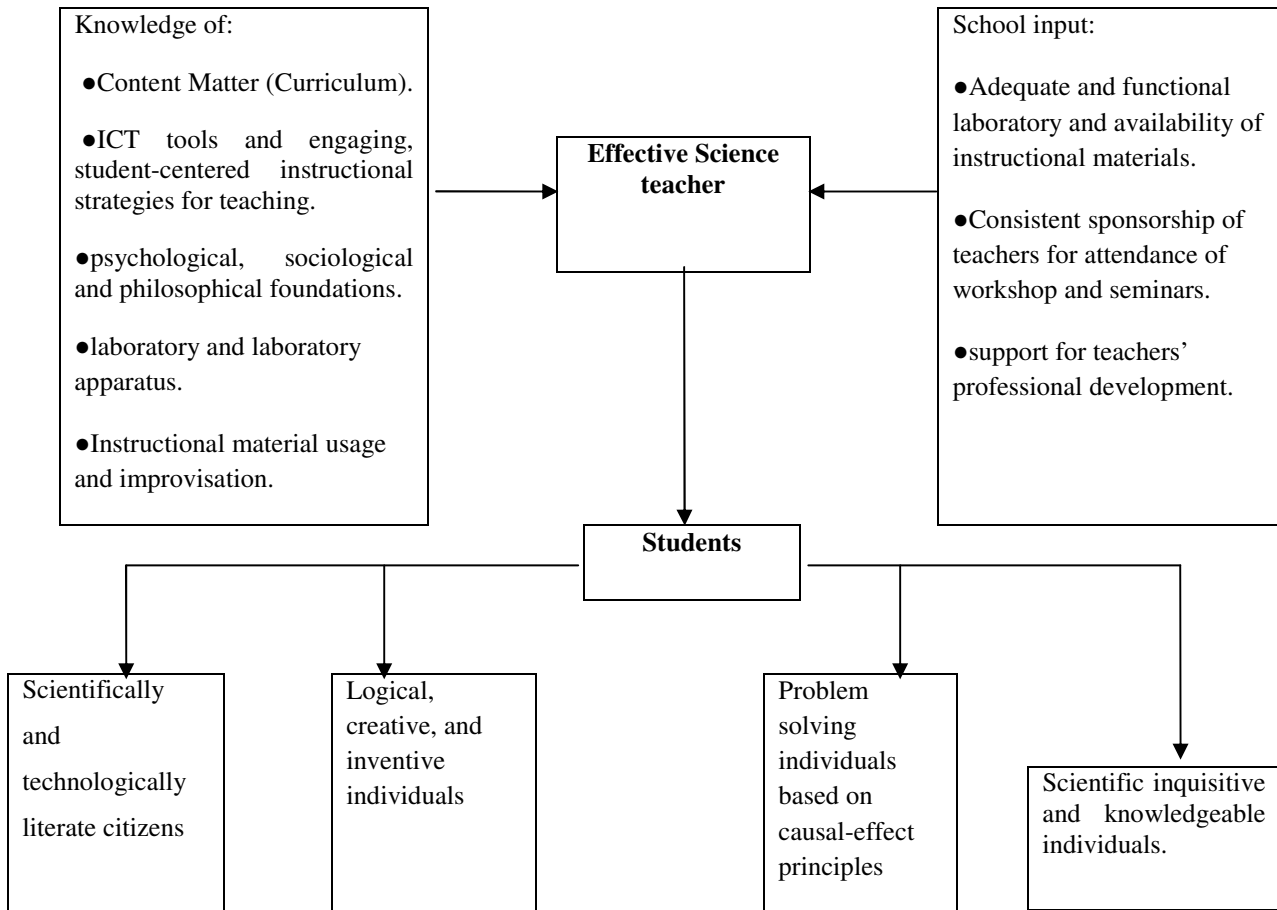 Knowledge of:
●Content Matter (Curriculum).
●ICT tools and engaging,
student-centered instructional
strategies for teaching.
●psychological, sociological
and philosophical foundations.
●laboratory and laboratory
apparatus.
●Instructional material usage
and improvisation.
Effective Science
teacher
School input:
●Adequate and functional
laboratory and availability of
instructional materials.
●Consistent sponsorship of
teachers for attendance of
workshop and seminars.
●support for teachers’
professional development.
Students
Scientifically
and
technologically
literate citizens
Logical,
creative, and
inventive
individuals
Problem
solving
individuals
based on
causal-effect
principles
Scientific inquisitive
and knowledgeable
individuals.